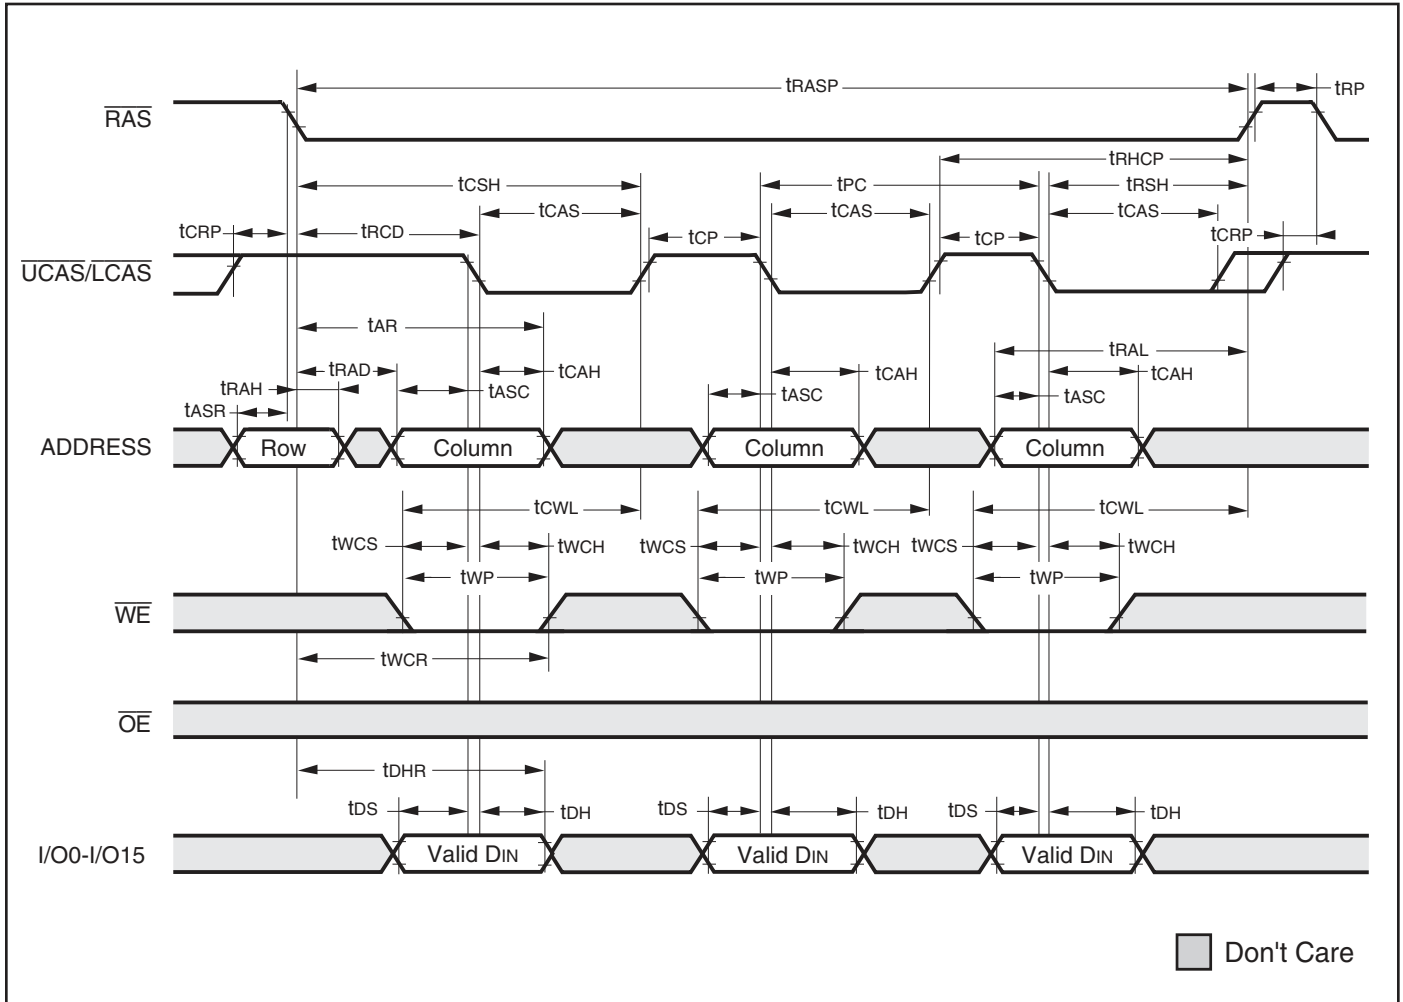 tRASP
tRP
RAS
tRHCP
tCSH
tPC
tRSH
tCAS
tCAS
tCAS
tCRP
tRCD
tCP
tCP
tCRP
UCAS/LCAS
tAR
tRAL
tRAD
tCAH
tCAH
tCAH
tRAH
tASC
tASC
tASC
tASR
ADDRESS
Row
Column
Column
Column
tCWL
tCWL
tCWL
tWCS
tWCH
tWCS
tWCH
tWCS
tWCH
tWP
tWP
tWP
WE
tWCR
OE
tDHR
tDS
tDH
tDS
tDH
tDS
tDH
I/O0-I/O15
Valid DIN
Valid DIN
Valid DIN
Don't Care